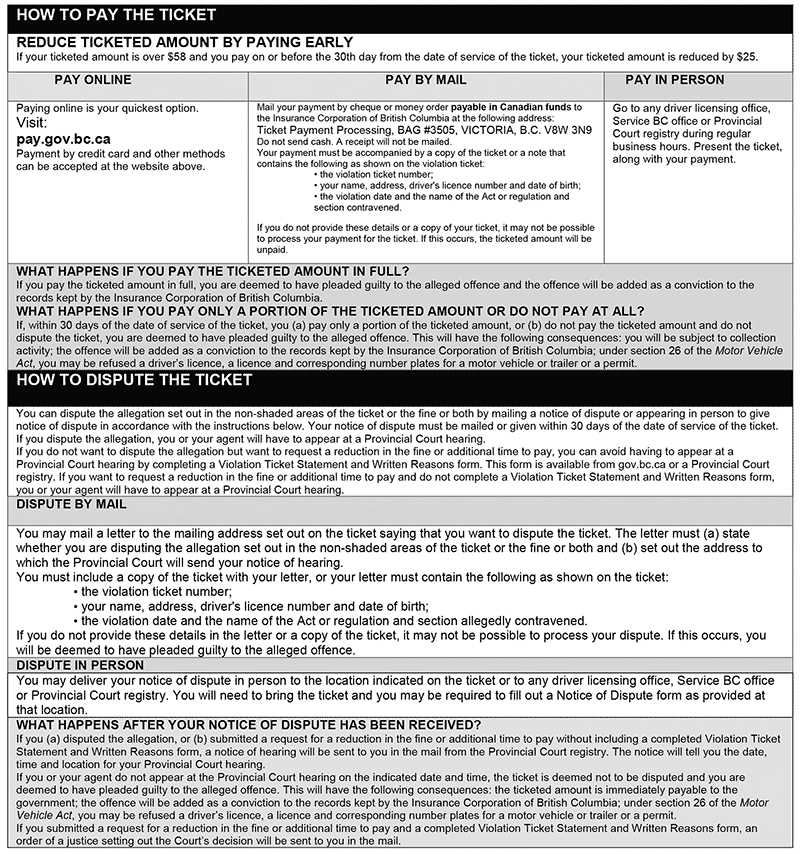 HOW TO PAY THE TICKET
REDUCE TICKETED AMOUNT BY PAYING EARLY
If your ticketed amount is over $58 and you pay on or before the 30th day from the date of service of the ticket, your ticketed amount is reduced by $25.
PAY ONLINE
Paying online is your quickest option.
Visit:
pay.gov.bc.ca
Payment by credit card and other methods
can be accepted at the website above.
PAY BY MAIL
Mail your payment by cheque or money order payable in Canadian funds to
the Insurance Corporation of British Columbia at the following address:
Ticket Payment Processing, BAG #3505, VICTORIA, B.C. V8W 3N9
Do not send cash. A receipt will not be mailed.
Your payment must be accompanied by a copy of the ticket or a note that
contains the following as shown on the violation ticket:
• the violation ticket number;
• your name, address, driver's licence number and date of birth;
• the violation date and the name of the Act or regulation and
section contravened.
If you do not provide these details or a copy of your ticket, it may not be possible
to process your payment for the ticket. If this occurs, the ticketed amount will be
unpaid.
PAY IN PERSON
Go to any driver licensing office,
Service BC office or Provincial
Court registry during regular
business hours. Present the ticket,
along with your payment.
WHAT HAPPENS IF YOU PAY THE TICKETED AMOUNT IN FULL?
If you pay the ticketed amount in full, you are deemed to have pleaded guilty to the alleged offence and the offence will be added as a conviction to the
records kept by the Insurance Corporation of British Columbia.
WHAT HAPPENS IF YOU PAY ONLY A PORTION OF THE TICKETED AMOUNT OR DO NOT PAY AT ALL?
If, within 30 days of the date of service of the ticket, you (a) pay only a portion of the ticketed amount, or (b) do not pay the ticketed amount and do not
dispute the ticket, you are deemed to have pleaded guilty to the alleged offence. This will have the following consequences: you will be subject to collection
activity; the offence will be added as a conviction to the records kept by the Insurance Corporation of British Columbia; under section 26 of the Motor Vehicle
Act, you may be refused a driver's licence, a licence and corresponding number plates for a motor vehicle or trailer or a permit.
HOW TO DISPUTE THE TICKET
You can dispute the allegation set out in the non-shaded areas of the ticket or the fine or both by mailing a notice of dispute or appearing in person to give
notice of dispute in accordance with the instructions below. Your notice of dispute must be mailed or given within 30 days of the date of service of the ticket.
If you dispute the allegation, you or your agent will have to appear at a Provincial Court hearing.
If you do not want to dispute the allegation but want to request a reduction in the fine or additional time to pay, you can avoid having to appear at a
Provincial Court hearing by completing a Violation Ticket Statement and Written Reasons form. This form is available from gov.bc.ca or a Provincial Court
registry. If you want to request a reduction in the fine or additional time to pay and do not complete a Violation Ticket Statement and Written Reasons form,
you or your agent will have to appear at a Provincial Court hearing.
DISPUTE BY MAIL
You may mail a letter to the mailing address set out on the ticket saying that you want to dispute the ticket. The letter must (a) state
whether you are disputing the allegation set out in the non-shaded areas of the ticket or the fine or both and (b) set out the address to
which the Provincial Court will send your notice of hearing.
You must include a copy of the ticket with your letter, or your letter must contain the following as shown on the ticket:
• the violation ticket number;
• your name, address, driver's licence number and date of birth;
• the violation date and the name of the Act or regulation and section allegedly contravened.
If you do not provide these details in the letter or a copy of the ticket, it may not be possible to process your dispute. If this occurs, you
will be deemed to have pleaded guilty to the alleged offence.
DISPUTE IN PERSON
You may deliver your notice of dispute in person to the location indicated on the ticket or to any driver licensing office, Service BC office
or Provincial Court registry. You will need to bring the ticket and you may be required to fill out a Notice of Dispute form as provided at
that location.
WHAT HAPPENS AFTER YOUR NOTICE OF DISPUTE HAS BEEN RECEIVED?
If you (a) disputed the allegation, or (b) submitted a request for a reduction in the fine or additional time to pay without including a completed Violation Ticket
Statement and Written Reasons form, a notice of hearing will be sent to you in the mail from the Provincial Court registry. The notice will tell you the date,
time and location for your Provincial Court hearing.
If you or your agent do not appear at the Provincial Court hearing on the indicated date and time, the ticket is deemed not to be disputed and you are
deemed to have pleaded guilty to the alleged offence. This will have the following consequences: the ticketed amount is immediately payable to the
government; the offence will be added as a conviction to the records kept by the Insurance Corporation of British Columbia; under section 26 of the Motor
Vehicle Act, you may be refused a driver's licence, a licence and corresponding number plates for a motor vehicle or trailer or a permit.
If you submitted a request for a reduction in the fine or additional time to pay and a completed Violation Ticket Statement and Written Reasons form, an
order of a justice setting out the Court's decision will be sent to you in the mail.